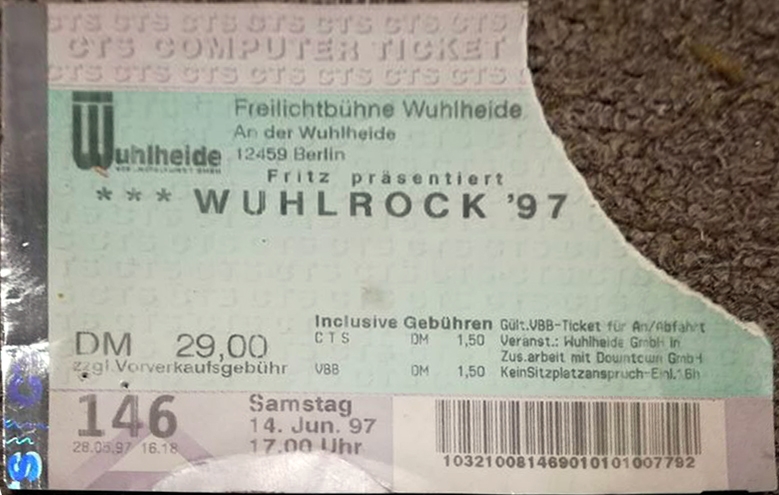 CTS CTS CTS CTS CTS CTS CTS CTS
CTS COMPUTER TICKET
CTS CTS CTS CTS CTS CTS CTS CTS
Wuhlheide
Freilichtbühne Wuhlheide
An der Wuhlheide
12459 Berlin
Fritz präsentiert
*** WUHLROCK '97
DM 29,00
zzgl.Vorverkaufsgebühr
Inclusive Gebühren
CTS DM 1,50
VBB DM 1,50
Gült.VBB-Ticket für An/Abfahrt
Veranst.: Wuhlheide GmbH in
Zus.arbeit mit Downtown GmbH
KeinSitzplatzanspruch-Einl.16h
146
28.05.97 16.18
Samstag
14. Jun. 97
17.00 Uhr
103210081469010101007792